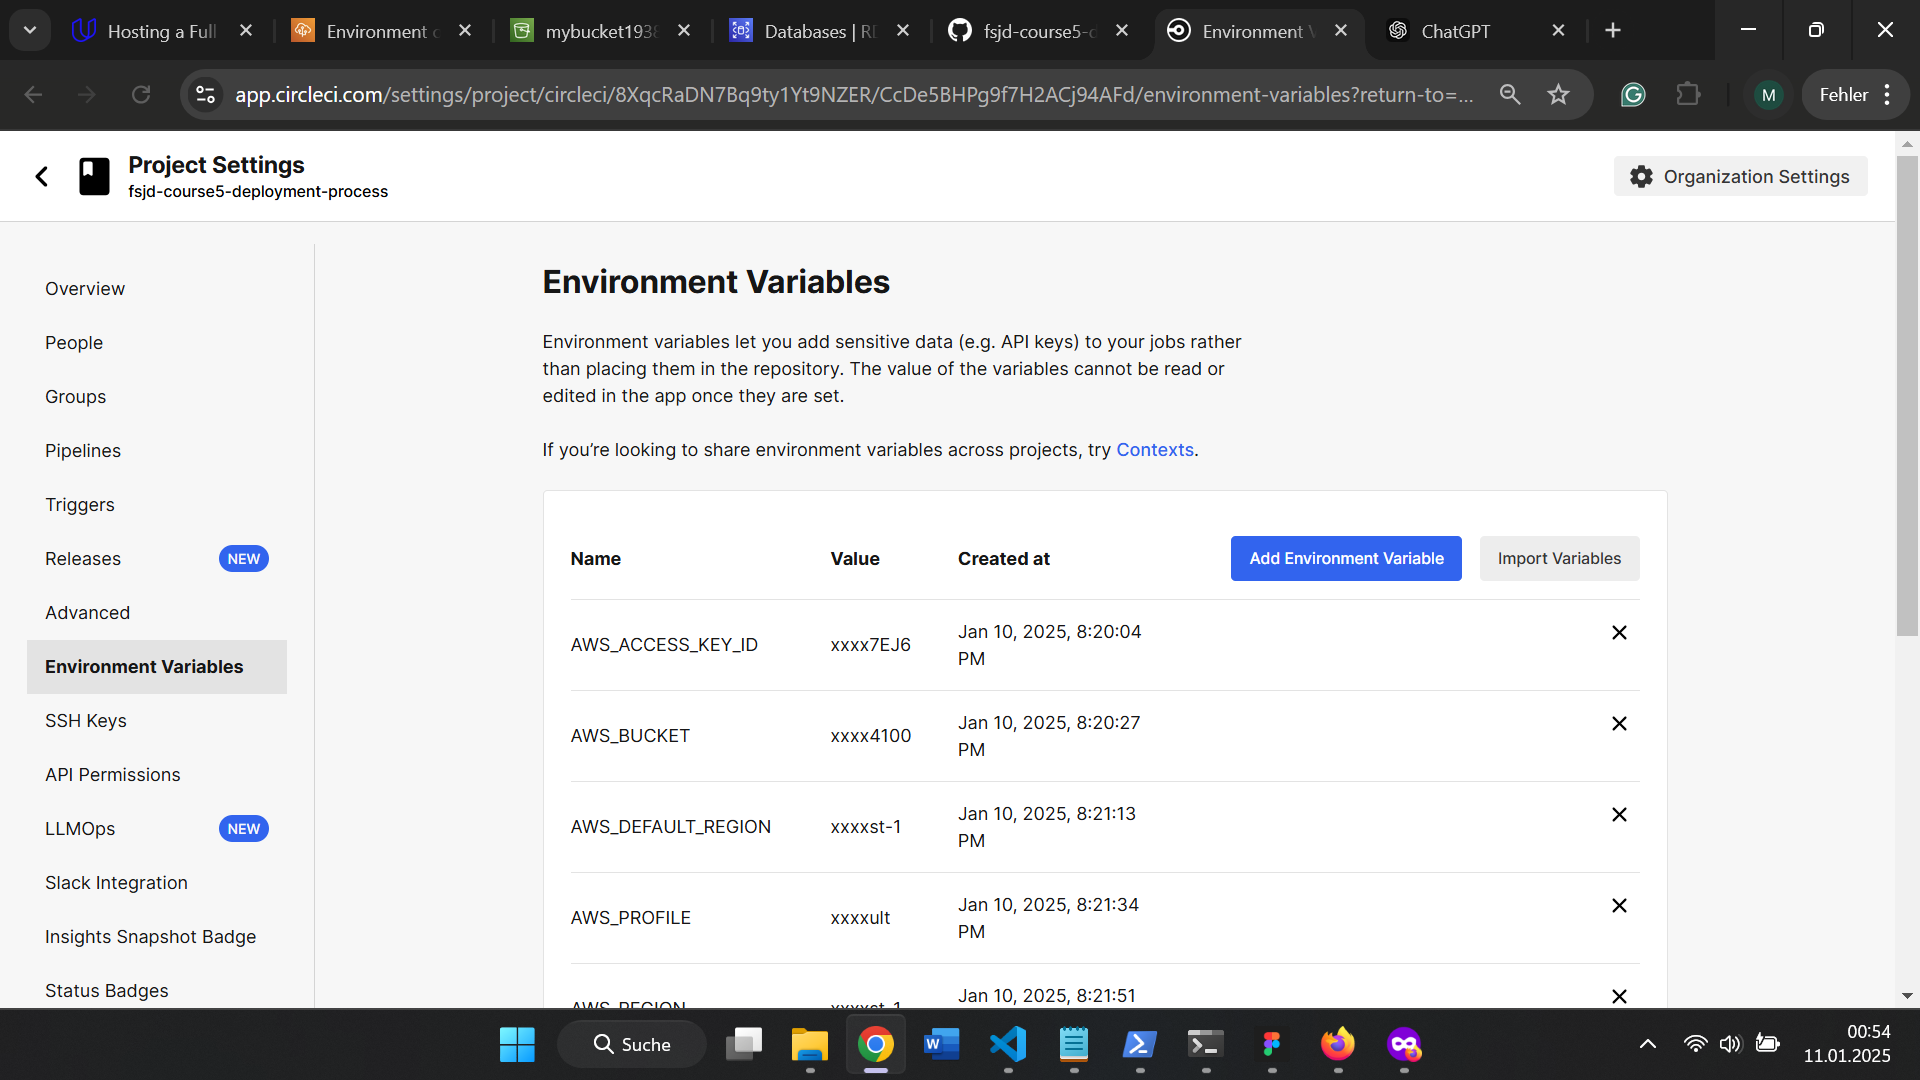 Hosting a Full
Environment
mybucket1938
Databases | RD
fsjd-course5-d
Environment V
ChatGPT
app.circleci.com/settings/project/circleci/8XqcRaDN7Bq9ty1Yt9NZER/CcDe5BHPg9f7H2ACj94AFd/environment-variables?return-to=...
M
Fehler
Project Settings
fsjd-course5-deployment-process
Organization Settings
Overview
People
Groups
Pipelines
Triggers
Releases NEW
Advanced
Environment Variables
SSH Keys
API Permissions
LLMOps NEW
Slack Integration
Insights Snapshot Badge
Status Badges
Environment Variables
Environment variables let you add sensitive data (e.g. API keys) to your jobs rather
than placing them in the repository. The value of the variables cannot be read or
edited in the app once they are set.
If you’re looking to share environment variables across projects, try Contexts.
Name Value Created at Add Environment Variable Import Variables
AWS_ACCESS_KEY_ID xxxx7EJ6 Jan 10, 2025, 8:20:04
PM
AWS_BUCKET xxxx4100 Jan 10, 2025, 8:20:27
PM
AWS_DEFAULT_REGION xxxxst-1 Jan 10, 2025, 8:21:13
PM
AWS_PROFILE xxxxult Jan 10, 2025, 8:21:34
PM
AWS_REGION xxxxst-1 Jan 10, 2025, 8:21:51
Suche
00:54
11.01.2025